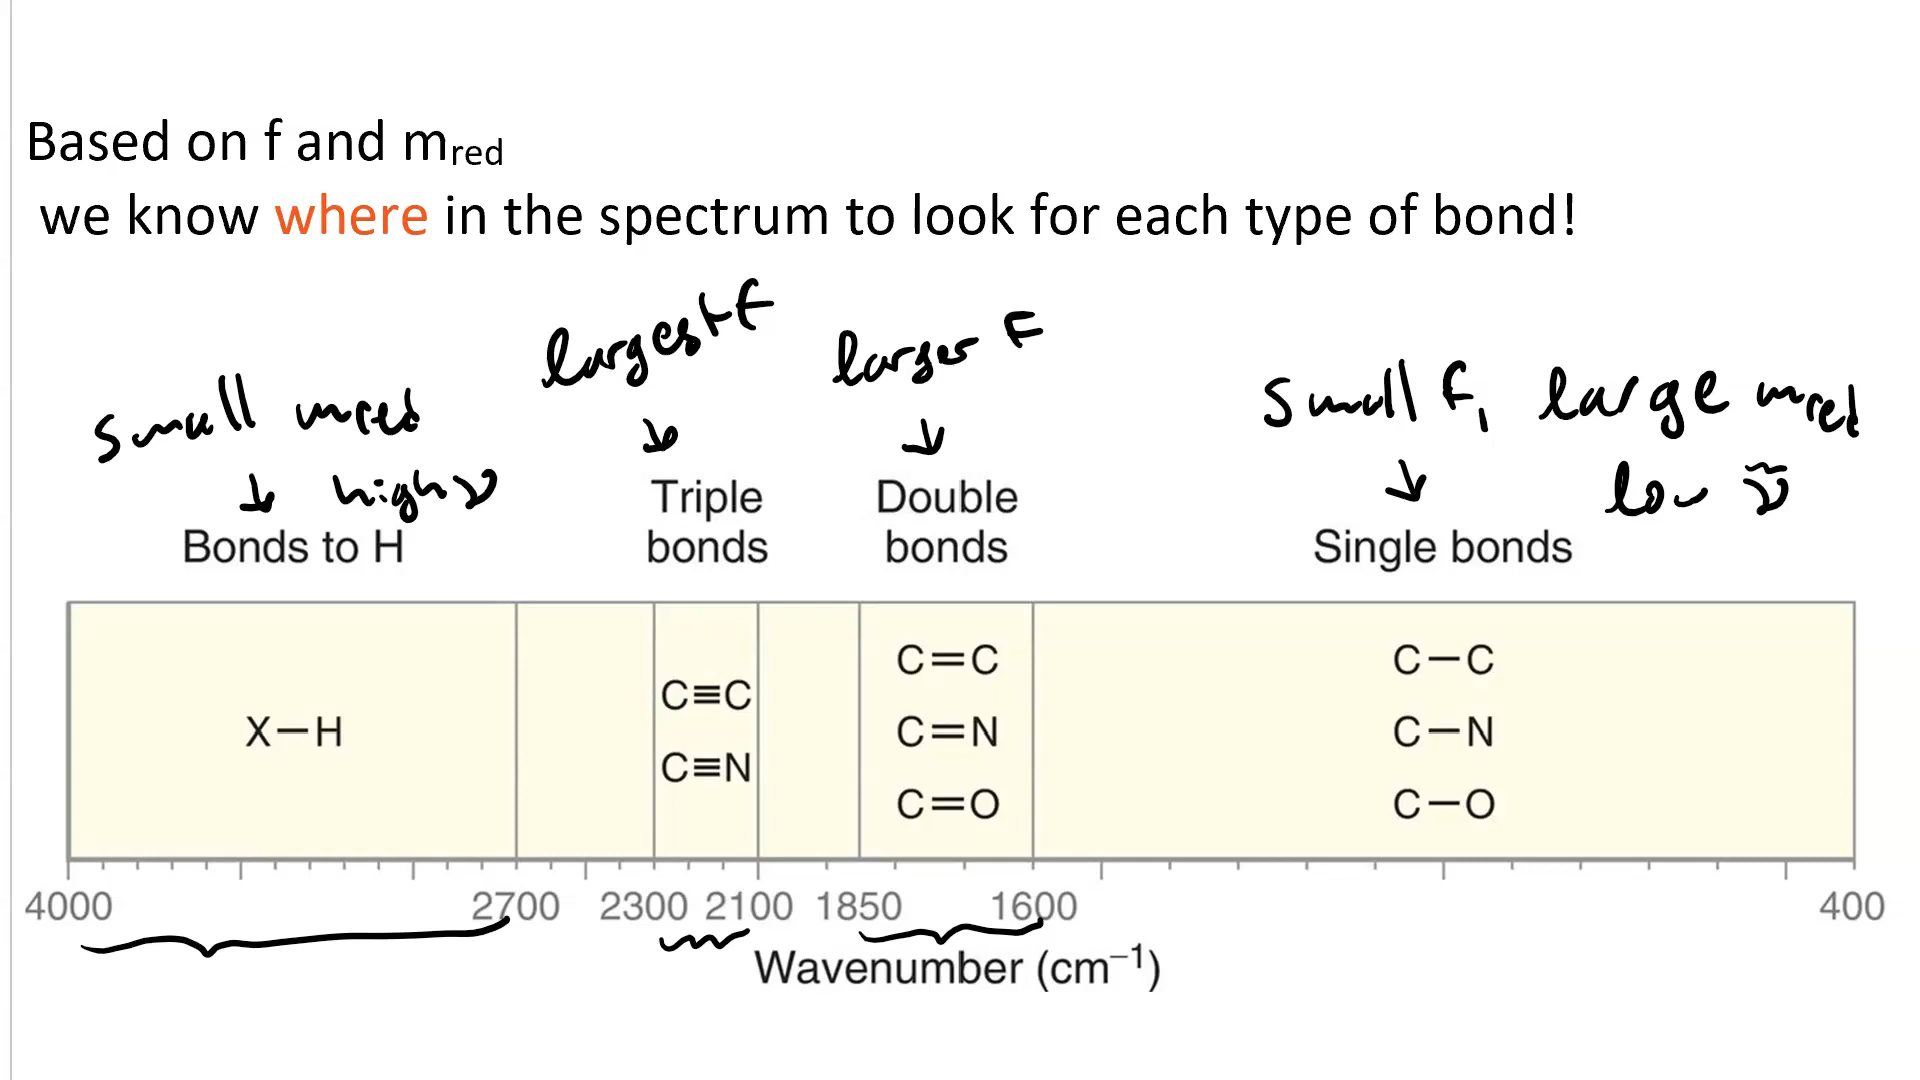 Based on f and mred
we know where in the spectrum to look for each type of bond!
small mred
↓ high ν
Bonds to H
largest f
↓
Triple
bonds
larger f
↓
Double
bonds
small f, large mred
↓ low ν̃
Single bonds
X−H
C≡C
C≡N
C=C
C=N
C=O
C−C
C−N
C−O
4000 2700 2300 2100 1850 1600 400
Wavenumber (cm⁻¹)